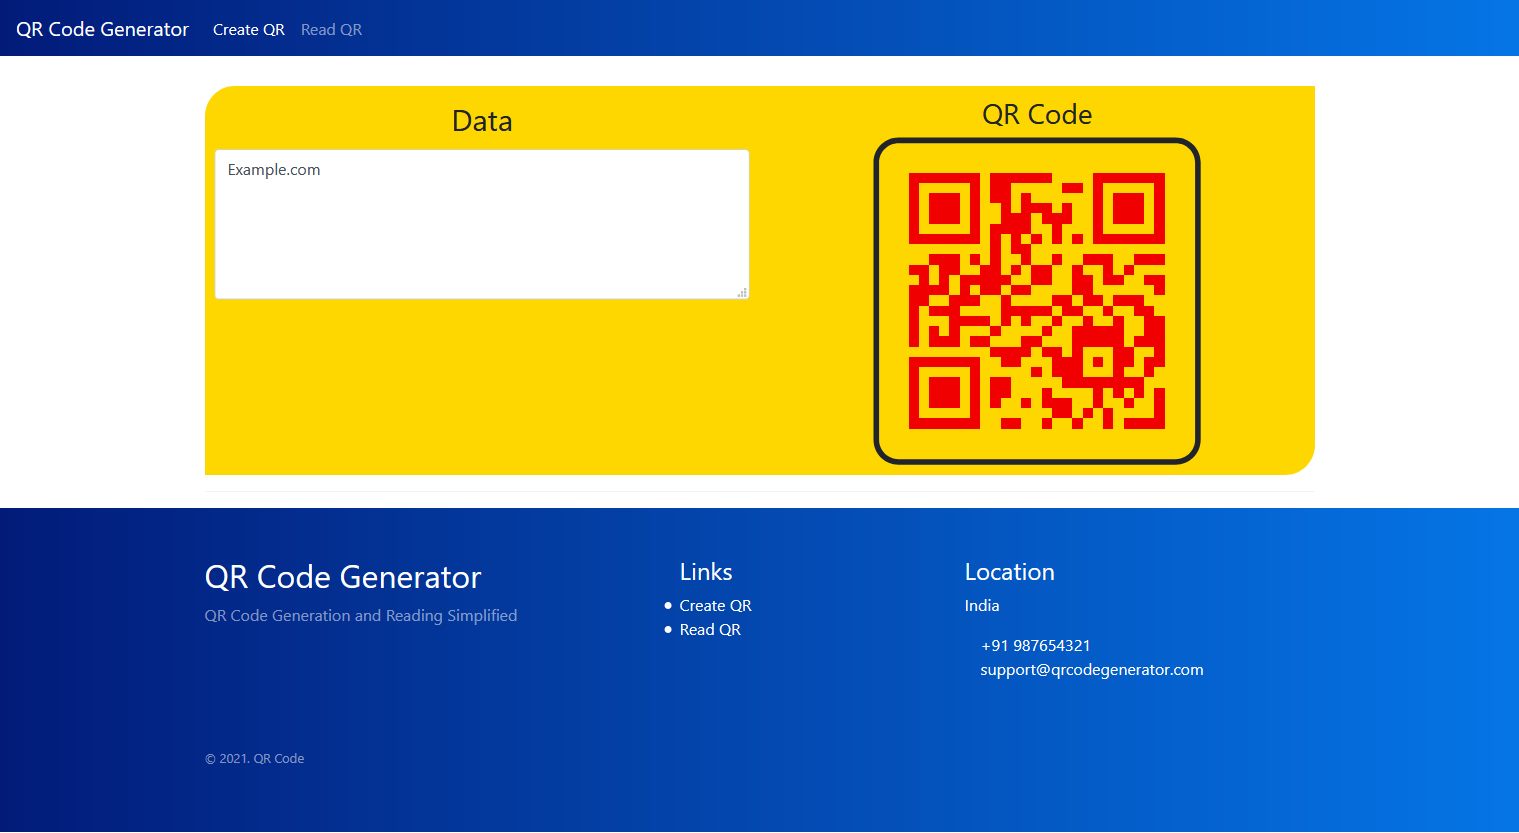 QR Code Generator Create QR Read QR
Data
Example.com
QR Code
QR Code Generator
QR Code Generation and Reading Simplified
Links
Create QR
Read QR
Location
India
+91 987654321
support@qrcodegenerator.com
© 2021. QR Code